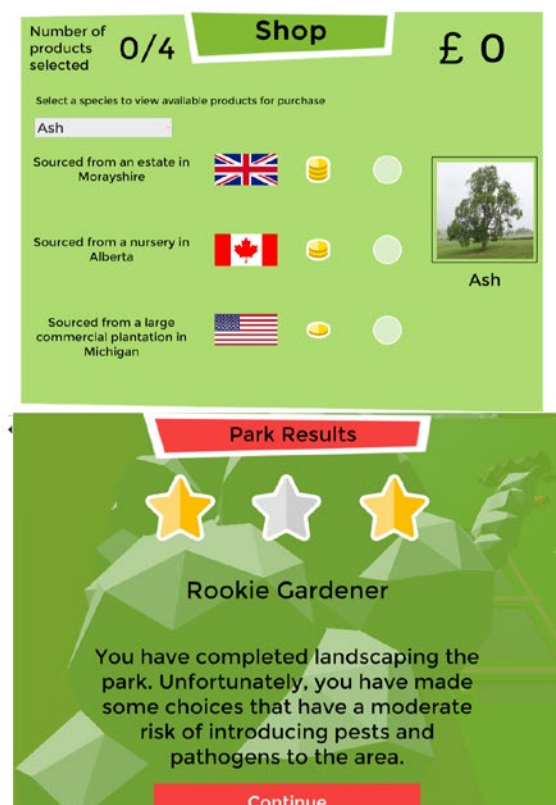 Shop
Number of
products
selected
0/4
£ 0
Select a species to view available products for purchase
Ash
Sourced from an estate in
Morayshire
Ash
Sourced from a nursery in
Alberta
Sourced from a large
commercial plantation in
Michigan
Park Results
Rookie Gardener
You have completed landscaping the
park. Unfortunately, you have made
some choices that have a moderate
risk of introducing pests and
pathogens to the area.
Continue